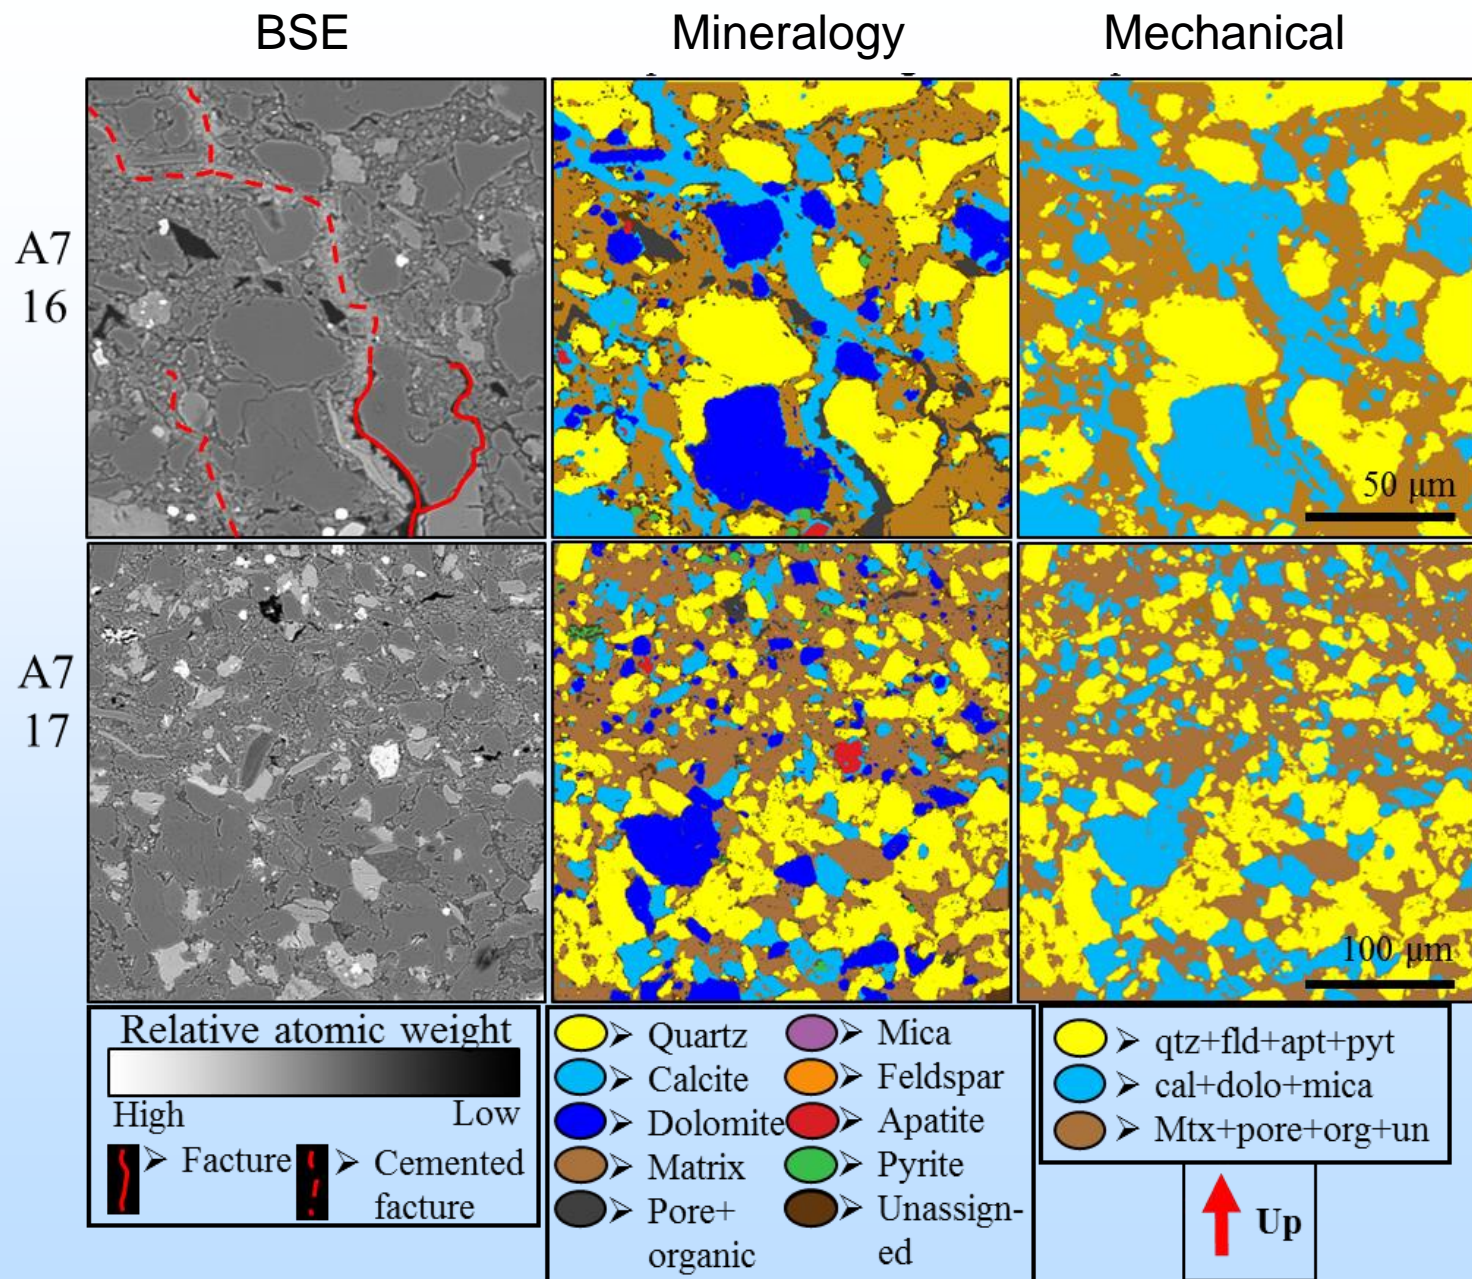 BSE
Mineralogy
Mechanical
A7
16
50 μm
A7
17
100 μm
Relative atomic weight
High
Low
➢ Facture
➢ Cemented
facture
➢ Quartz
➢ Calcite
➢ Dolomite
➢ Matrix
➢ Pore+
organic
➢ Mica
➢ Feldspar
➢ Apatite
➢ Pyrite
➢ Unassign-
ed
➢ qtz+fld+apt+pyt
➢ cal+dolo+mica
➢ Mtx+pore+org+un
Up